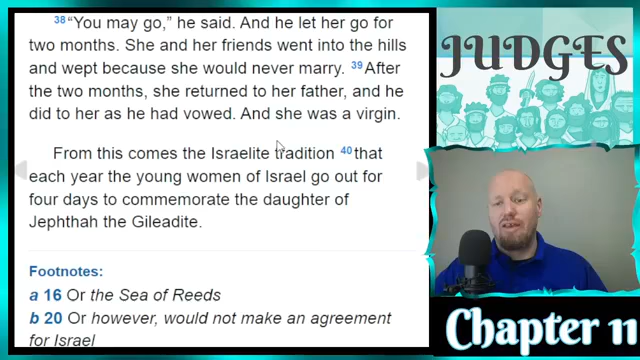 38 “You may go,” he said. And he let her go for
two months. She and her friends went into the hills
and wept because she would never marry. 39 After
the two months, she returned to her father, and he
did to her as he had vowed. And she was a virgin.
From this comes the Israelite tradition 40 that
each year the young women of Israel go out for
four days to commemorate the daughter of
Jephthah the Gileadite.
Footnotes:
a 16 Or the Sea of Reeds
b 20 Or however, would not make an agreement
for Israel
JUDGES
Chapter 11